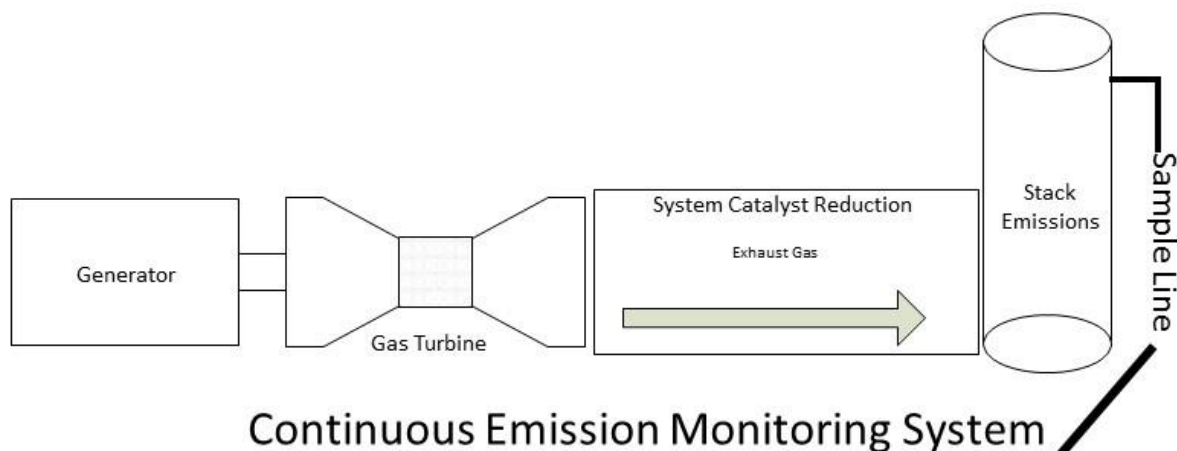 Generator
Gas Turbine
System Catalyst Reduction
Exhaust Gas
Stack
Emissions
Sample Line
Continuous Emission Monitoring System